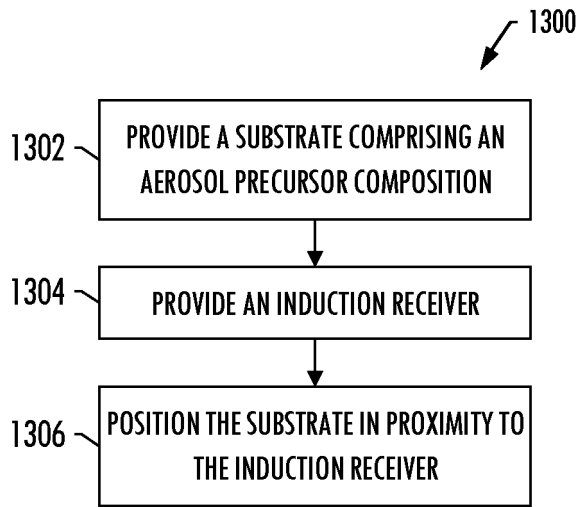 1300
1302
PROVIDE A SUBSTRATE COMPRISING AN
AEROSOL PRECURSOR COMPOSITION
1304
PROVIDE AN INDUCTION RECEIVER
1306
POSITION THE SUBSTRATE IN PROXIMITY TO
THE INDUCTION RECEIVER